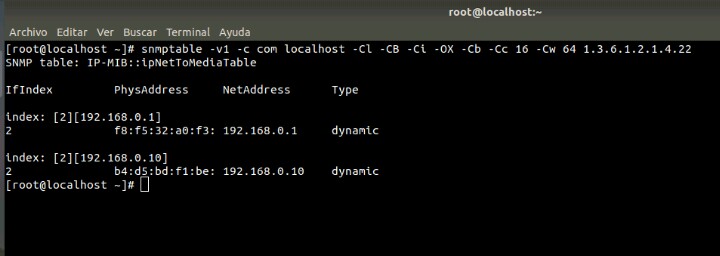 root@localhost:~
Archivo Editar Ver Buscar Terminal Ayuda
[root@localhost ~]# snmptable -v1 -c com localhost -Cl -CB -Ci -OX -Cb -Cc 16 -Cw 64 1.3.6.1.2.1.4.22
SNMP table: IP-MIB::ipNetToMediaTable
IfIndex PhysAddress NetAddress Type
index: [2][192.168.0.1]
2 f8:f5:32:a0:f3: 192.168.0.1 dynamic
index: [2][192.168.0.10]
2 b4:d5:bd:f1:be: 192.168.0.10 dynamic
[root@localhost ~]#